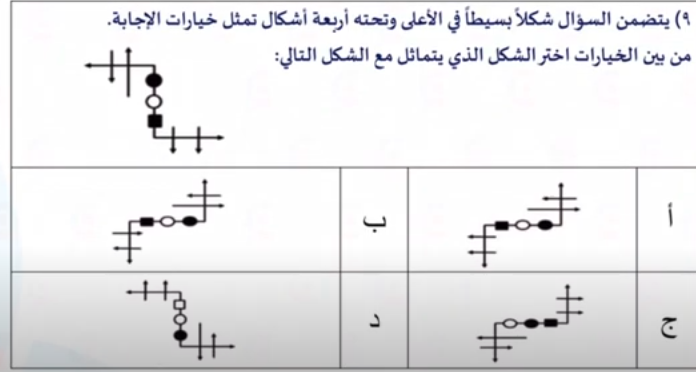 ٩) يتضمن السؤال شكلاً بسيطاً في الأعلى وتحته أربعة أشكال تمثل خيارات الإجابة.
من بين الخيارات اختر الشكل الذي يتماثل مع الشكل التالي:
أ
ب
ج
د